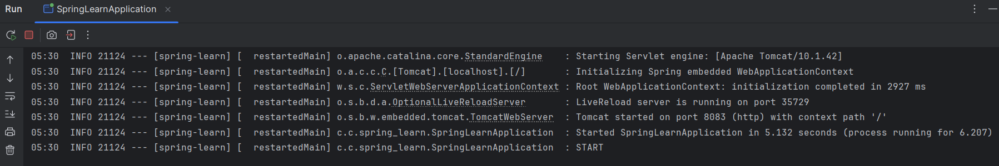 Run SpringLearnApplication
05:30  INFO 21124 --- [spring-learn] [  restartedMain] o.apache.catalina.core.StandardEngine    : Starting Servlet engine: [Apache Tomcat/10.1.42]
05:30  INFO 21124 --- [spring-learn] [  restartedMain] o.a.c.c.C.[Tomcat].[localhost].[/]       : Initializing Spring embedded WebApplicationContext
05:30  INFO 21124 --- [spring-learn] [  restartedMain] w.s.c.ServletWebServerApplicationContext : Root WebApplicationContext: initialization completed in 2927 ms
05:30  INFO 21124 --- [spring-learn] [  restartedMain] o.s.b.d.a.OptionalLiveReloadServer       : LiveReload server is running on port 35729
05:30  INFO 21124 --- [spring-learn] [  restartedMain] o.s.b.w.embedded.tomcat.TomcatWebServer  : Tomcat started on port 8083 (http) with context path '/'
05:30  INFO 21124 --- [spring-learn] [  restartedMain] c.c.spring_learn.SpringLearnApplication  : Started SpringLearnApplication in 5.132 seconds (process running for 6.207)
05:30  INFO 21124 --- [spring-learn] [  restartedMain] c.c.spring_learn.SpringLearnApplication  : START